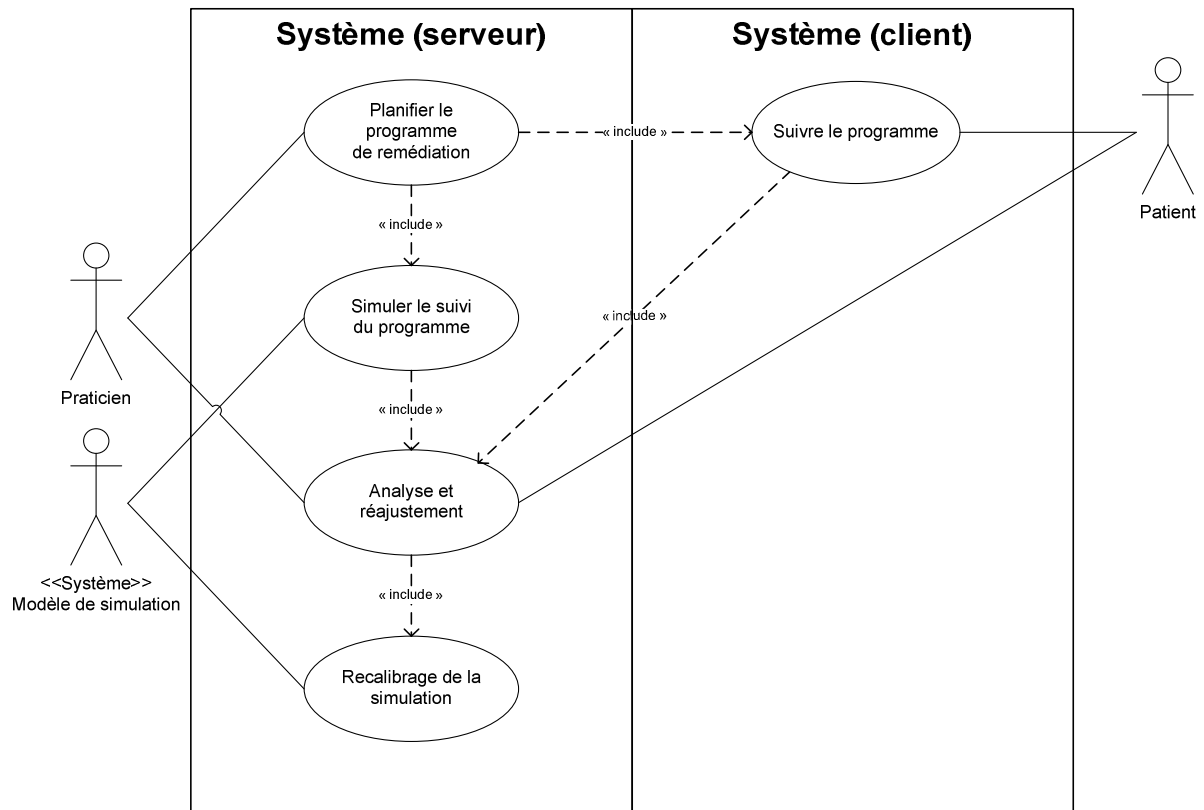 Système (serveur)
Système (client)
Planifier le
programme
de remédiation
« include »
Suivre le programme
Patient
« include »
Simuler le suivi
du programme
« include »
Praticien
« include »
<<Système>>
Modèle de simulation
Analyse et
réajustement
« include »
Recalibrage de la
simulation